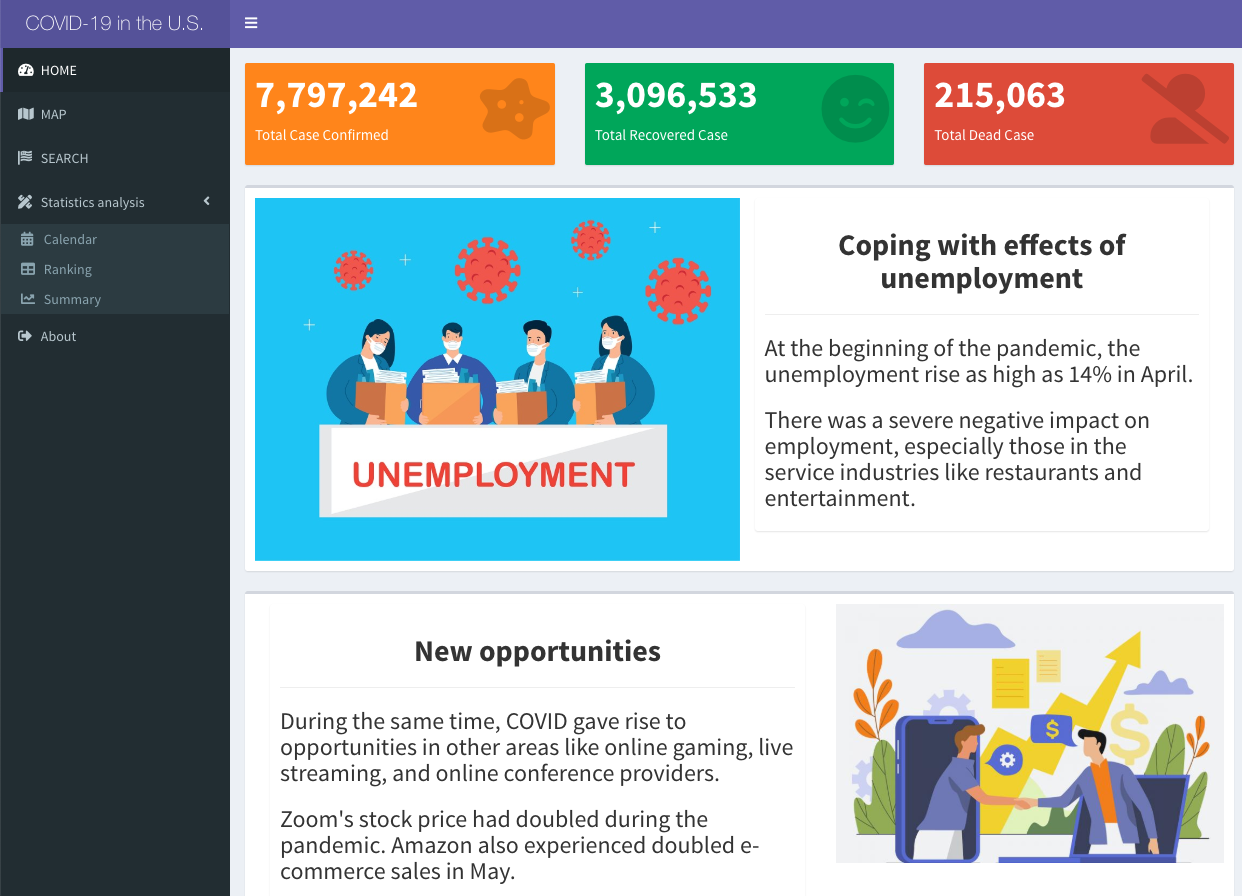 COVID-19 in the U.S.
HOME
MAP
SEARCH
Statistics analysis
Calendar
Ranking
Summary
About
7,797,242
Total Case Confirmed
3,096,533
Total Recovered Case
215,063
Total Dead Case
UNEMPLOYMENT
Coping with effects of
unemployment
At the beginning of the pandemic, the
unemployment rise as high as 14% in April.
There was a severe negative impact on
employment, especially those in the
service industries like restaurants and
entertainment.
New opportunities
During the same time, COVID gave rise to
opportunities in other areas like online gaming, live
streaming, and online conference providers.
Zoom's stock price had doubled during the
pandemic. Amazon also experienced doubled e-
commerce sales in May.
$
$